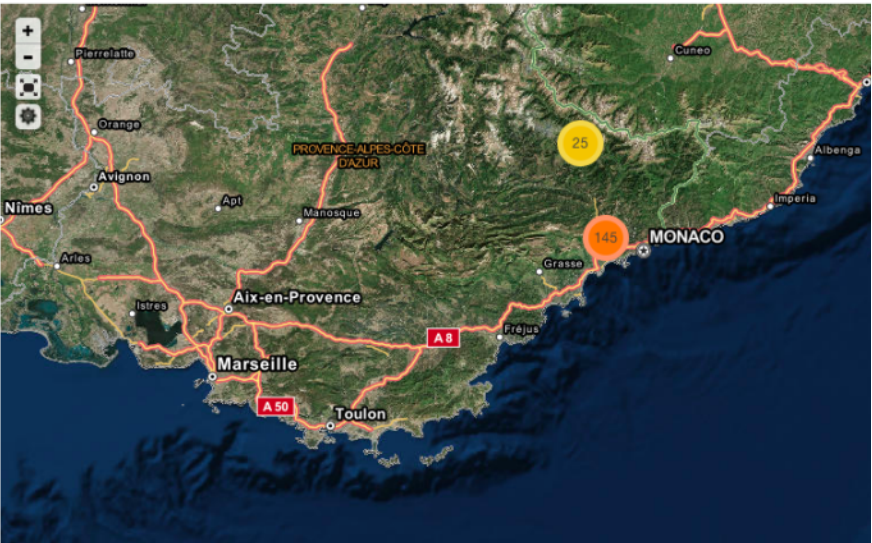 +
-
Pierrelatte
Cuneo
Orange
25
PROVENCE-ALPES-CÔTE
D'AZUR
Albenga
Avignon
Apt
Imperia
Nîmes
Manosque
145
MONACO
Arles
Grasse
Aix-en-Provence
Istres
Fréjus
A 8
Marseille
A 50
Toulon